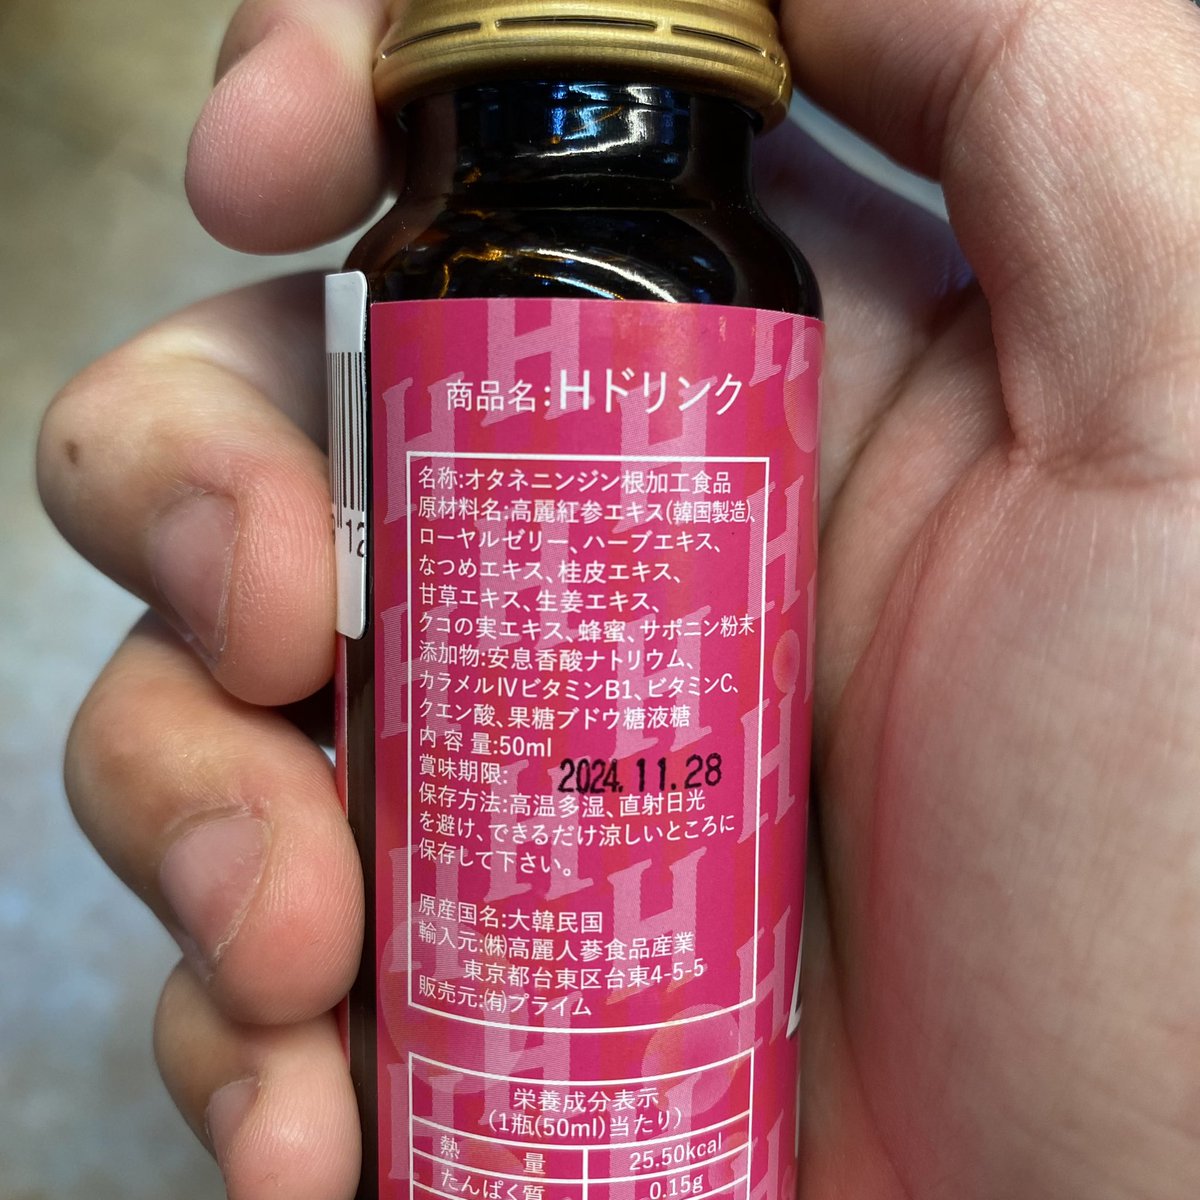 商品名:Hドリンク
名称:オタネニンジン根加工食品
原材料名:高麗紅参エキス(韓国製造)、
ローヤルゼリー、ハーブエキス、
なつめエキス、桂皮エキス、
甘草エキス、生姜エキス、
クコの実エキス、蜂蜜、サポニン粉末
添加物:安息香酸ナトリウム、
カラメルⅣビタミンB1、ビタミンC、
クエン酸、果糖ブドウ糖液糖
内容量:50ml
賞味期限: 2024.11.28
保存方法:高温多湿、直射日光
を避け、できるだけ涼しいところに
保存して下さい。
原産国名:大韓民国
輸入元:㈱高麗人蔘食品産業
東京都台東区台東4-5-5
販売元:㈲プライム
栄養成分表示
(1瓶(50ml)当たり)
熱量 25.50kcal
たんぱく質 0.15g
12